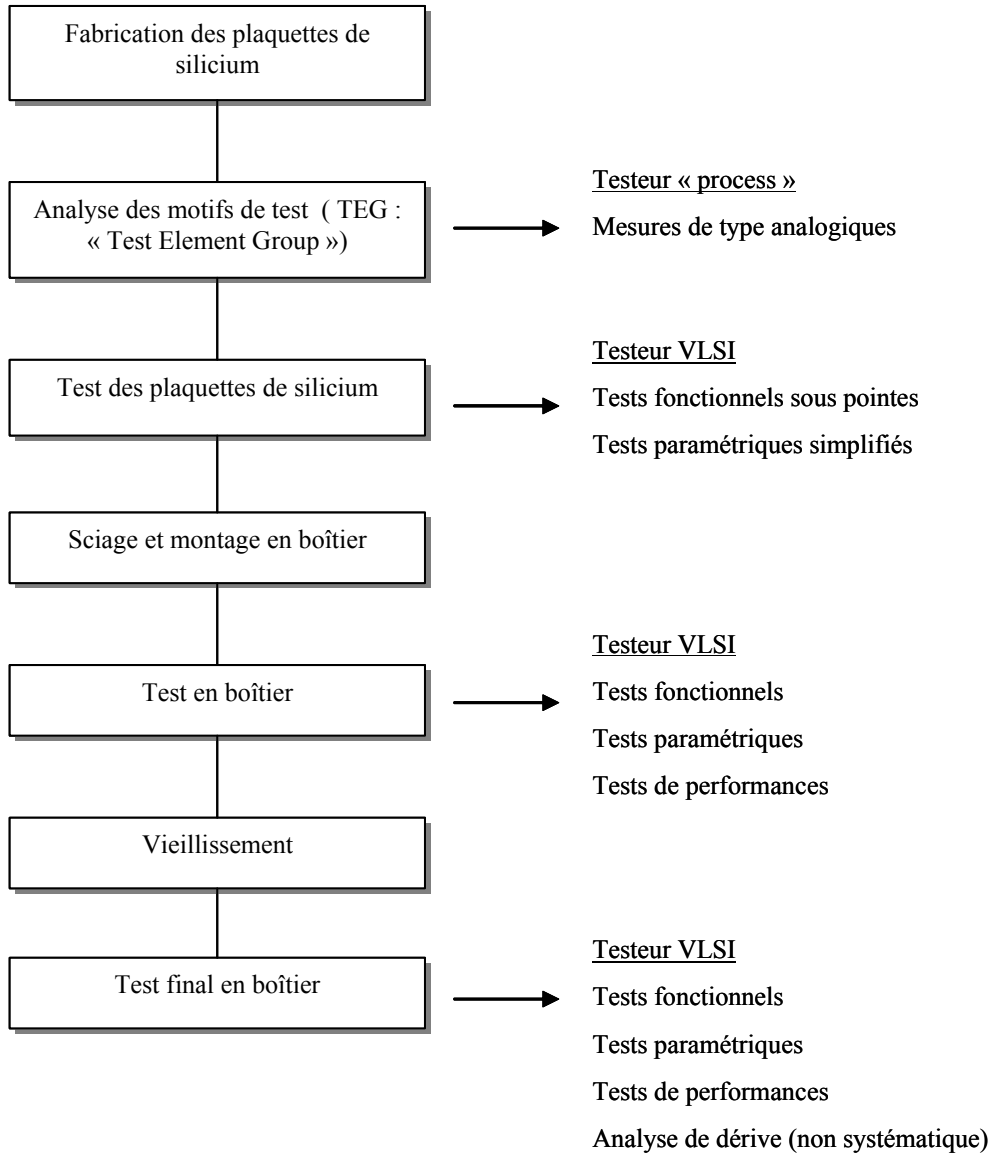 Fabrication des plaquettes de
silicium
Analyse des motifs de test ( TEG :
« Test Element Group »)
Testeur « process »
Mesures de type analogiques
Test des plaquettes de silicium
Testeur VLSI
Tests fonctionnels sous pointes
Tests paramétriques simplifiés
Sciage et montage en boîtier
Test en boîtier
Testeur VLSI
Tests fonctionnels
Tests paramétriques
Tests de performances
Vieillissement
Test final en boîtier
Testeur VLSI
Tests fonctionnels
Tests paramétriques
Tests de performances
Analyse de dérive (non systématique)